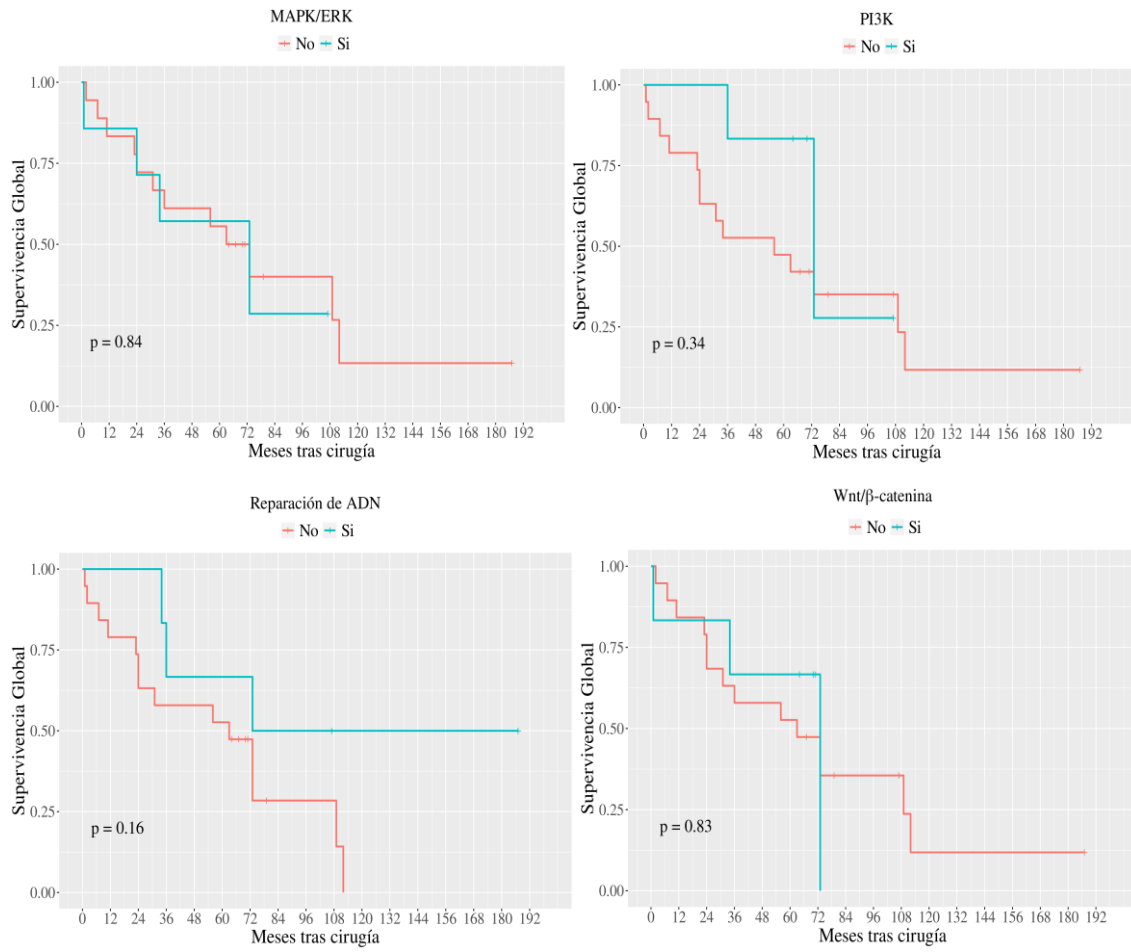 MAPK/ERK
No Si
1.00
0.75
0.50
0.25
0.00
Supervivencia Global
p = 0.84
0 12 24 36 48 60 72 84 96 108 120 132 144 156 168 180 192
Meses tras cirugía
PI3K
No Si
1.00
0.75
0.50
0.25
0.00
Supervivencia Global
p = 0.34
0 12 24 36 48 60 72 84 96 108 120 132 144 156 168 180 192
Meses tras cirugía
Reparación de ADN
No Si
1.00
0.75
0.50
0.25
0.00
Supervivencia Global
p = 0.16
0 12 24 36 48 60 72 84 96 108 120 132 144 156 168 180 192
Meses tras cirugía
Wnt/β-catenina
No Si
1.00
0.75
0.50
0.25
0.00
Supervivencia Global
p = 0.83
0 12 24 36 48 60 72 84 96 108 120 132 144 156 168 180 192
Meses tras cirugía